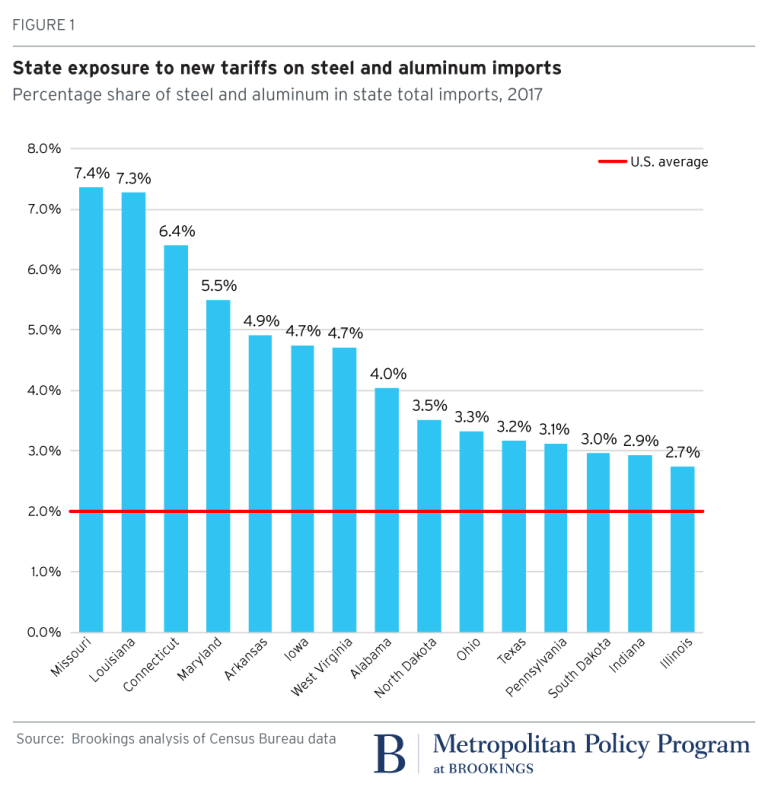 FIGURE 1
State exposure to new tariffs on steel and aluminum imports
Percentage share of steel and aluminum in state total imports, 2017
8.0%
7.0%
6.0%
5.0%
4.0%
3.0%
2.0%
1.0%
0.0%
U.S. average
7.4%
7.3%
6.4%
5.5%
4.9%
4.7%
4.7%
4.0%
3.5%
3.3%
3.2%
3.1%
3.0%
2.9%
2.7%
Missouri
Louisiana
Connecticut
Maryland
Arkansas
Iowa
West Virginia
Alabama
North Dakota
Ohio
Texas
Pennsylvania
South Dakota
Indiana
Illinois
Source: Brookings analysis of Census Bureau data
B
Metropolitan Policy Program
at BROOKINGS